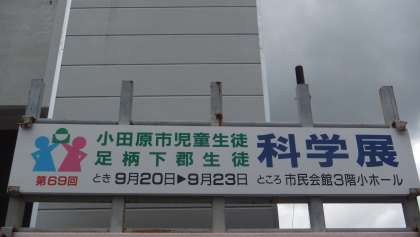 小田原市児童生徒
足柄下郡生徒
科学展
第69回
とき 9月20日▶9月23日 ところ 市民会館3階小ホール